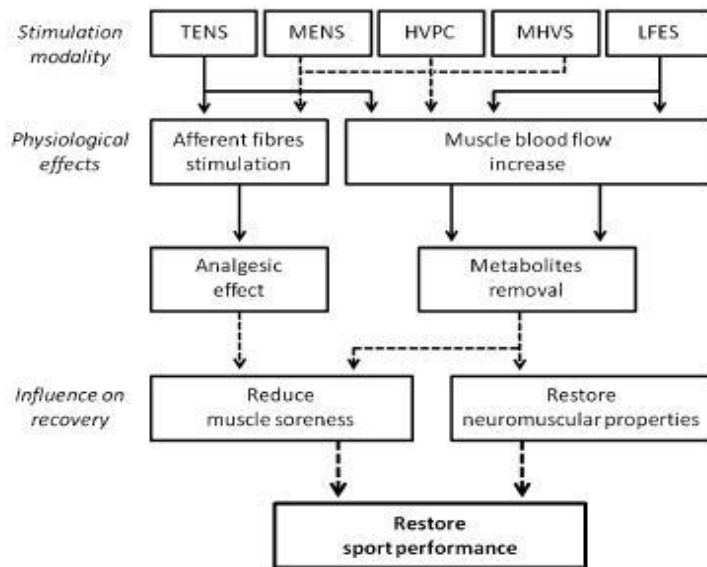 Stimulation
modality
TENS
MENS
HVPC
MHVS
LFES
Physiological
effects
Afferent fibres
stimulation
Muscle blood flow
increase
Analgesic
effect
Metabolites
removal
Influence on
recovery
Reduce
muscle soreness
Restore
neuromuscular properties
Restore
sport performance